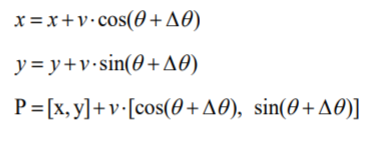 x = x + v · cos(θ + Δθ)
y = y + v · sin(θ + Δθ)
P = [x, y] + v · [cos(θ + Δθ), sin(θ + Δθ)]